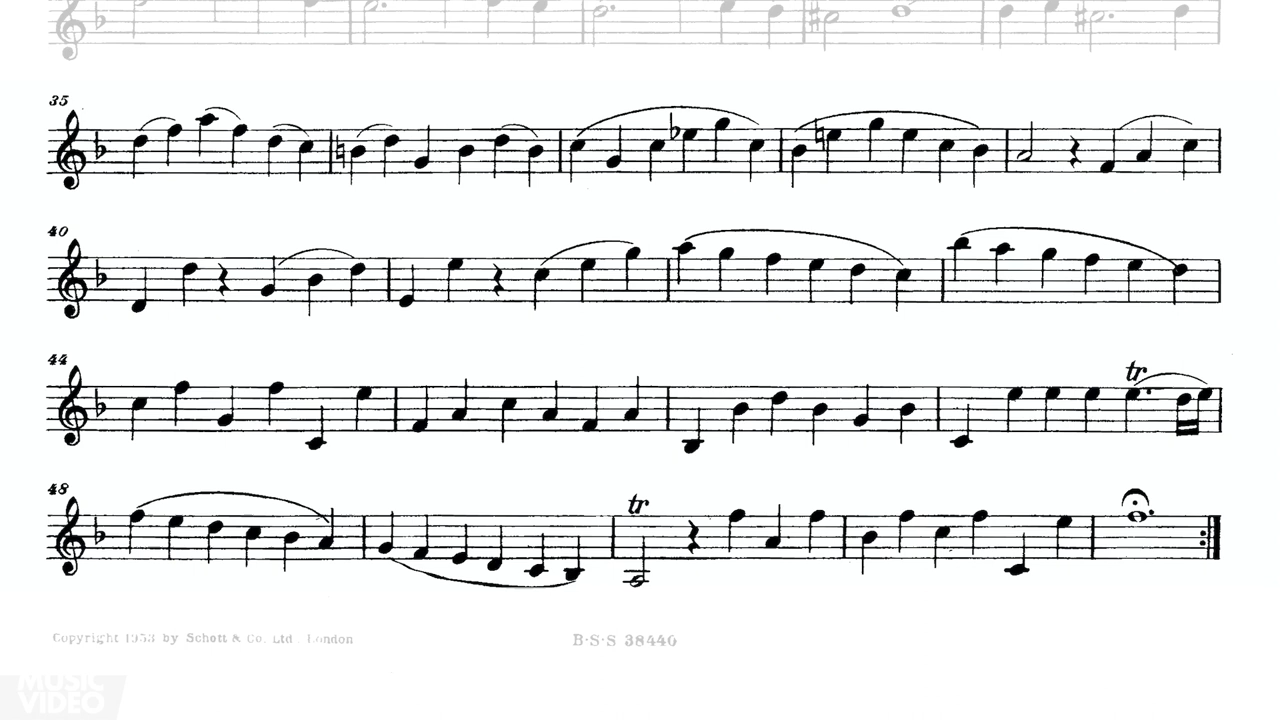 35
40
44
tr
48
tr
Copyright 1953 by Schott & Co. Ltd., London
B·S·S 38440
MUSIC
VIDEO